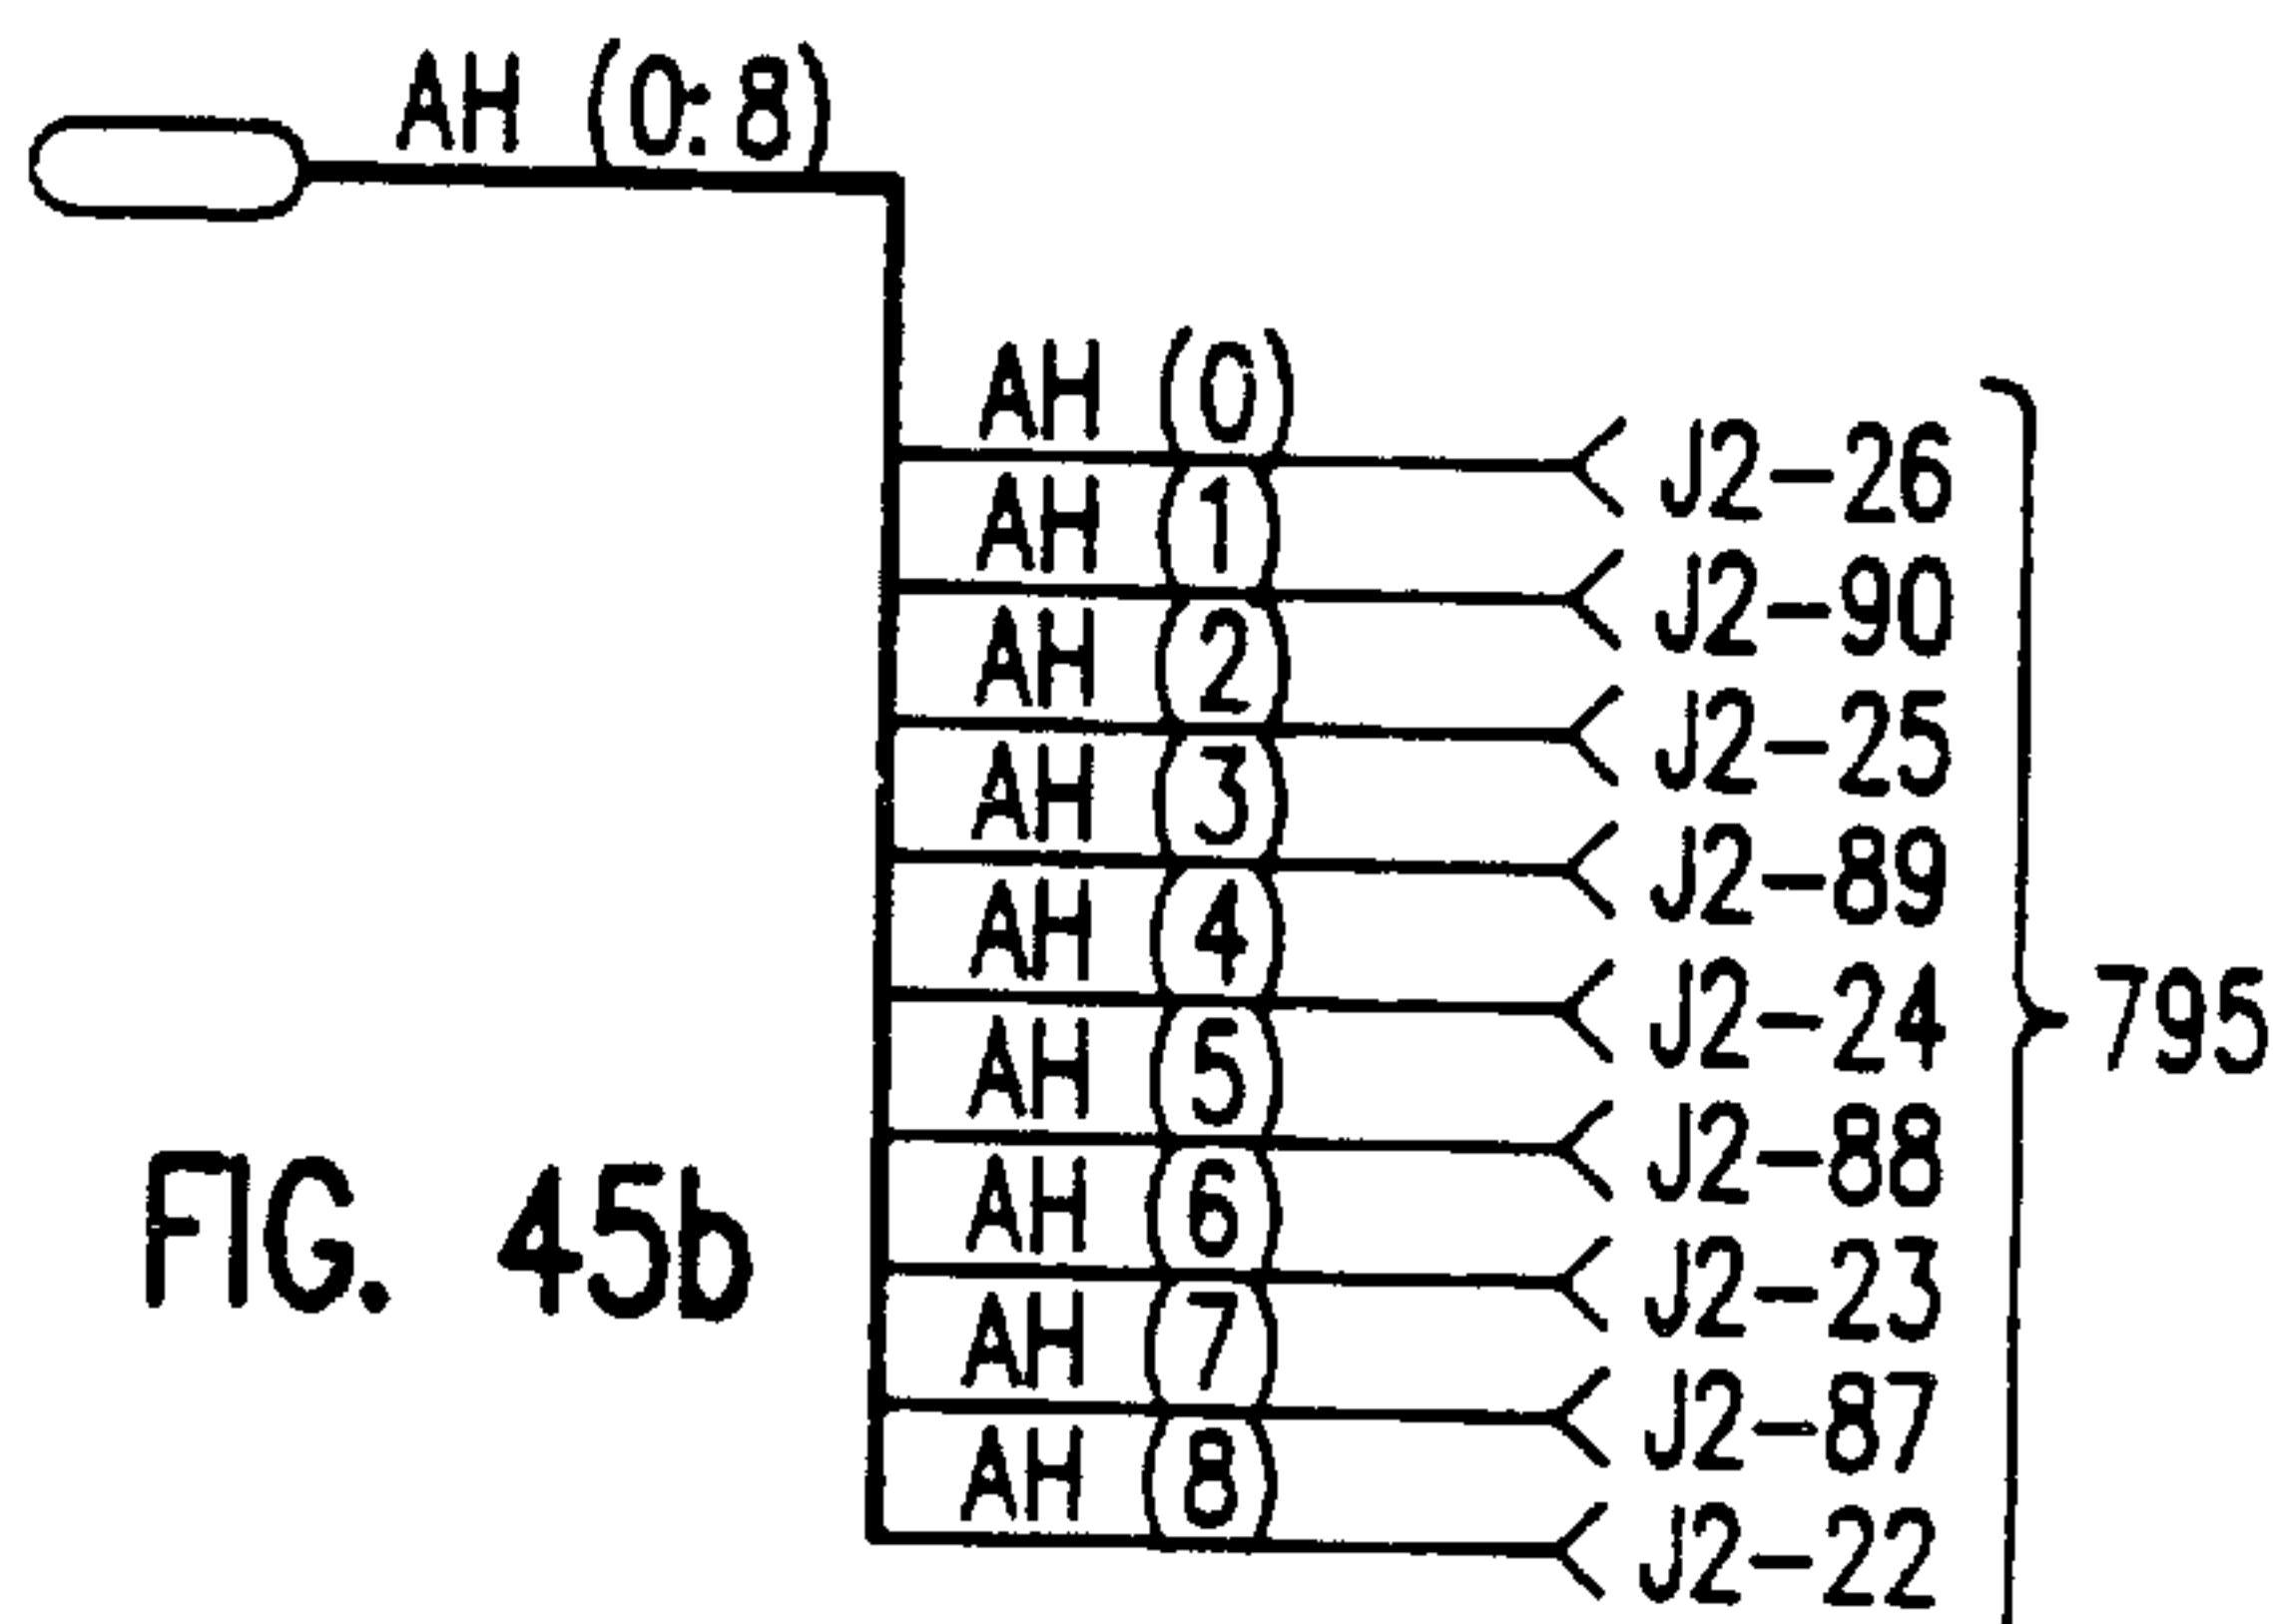 AH (0:8)
AH (0)
J2-26
AH (1)
J2-90
AH (2)
J2-25
AH (3)
J2-89
AH (4)
J2-24
795
AH (5)
J2-88
AH (6)
J2-23
AH (7)
J2-87
AH (8)
J2-22
FIG. 45b